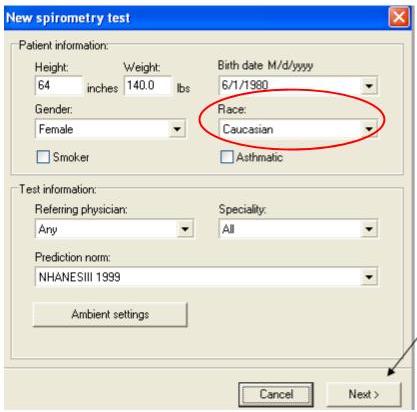 New spirometry test
Patient information:
Height: Weight: Birth date M/d/yyyy
64 inches 140.0 lbs 6/1/1980
Gender: Race:
Female Caucasian
Smoker Asthmatic
Test information:
Referring physician: Speciality:
Any All
Prediction norm:
NHANESIII 1999
Ambient settings
Cancel Next >